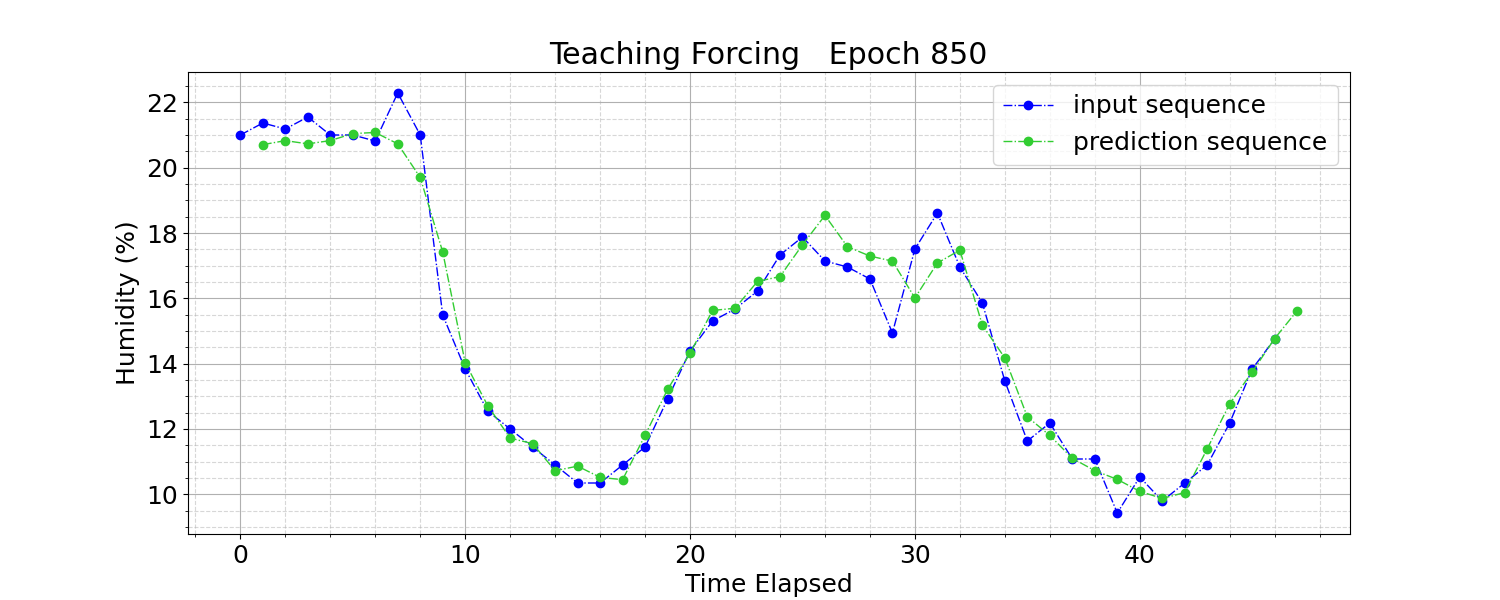 Teaching Forcing   Epoch 850
input sequence
prediction sequence
Humidity (%)
22
20
18
16
14
12
10
0 10 20 30 40
Time Elapsed